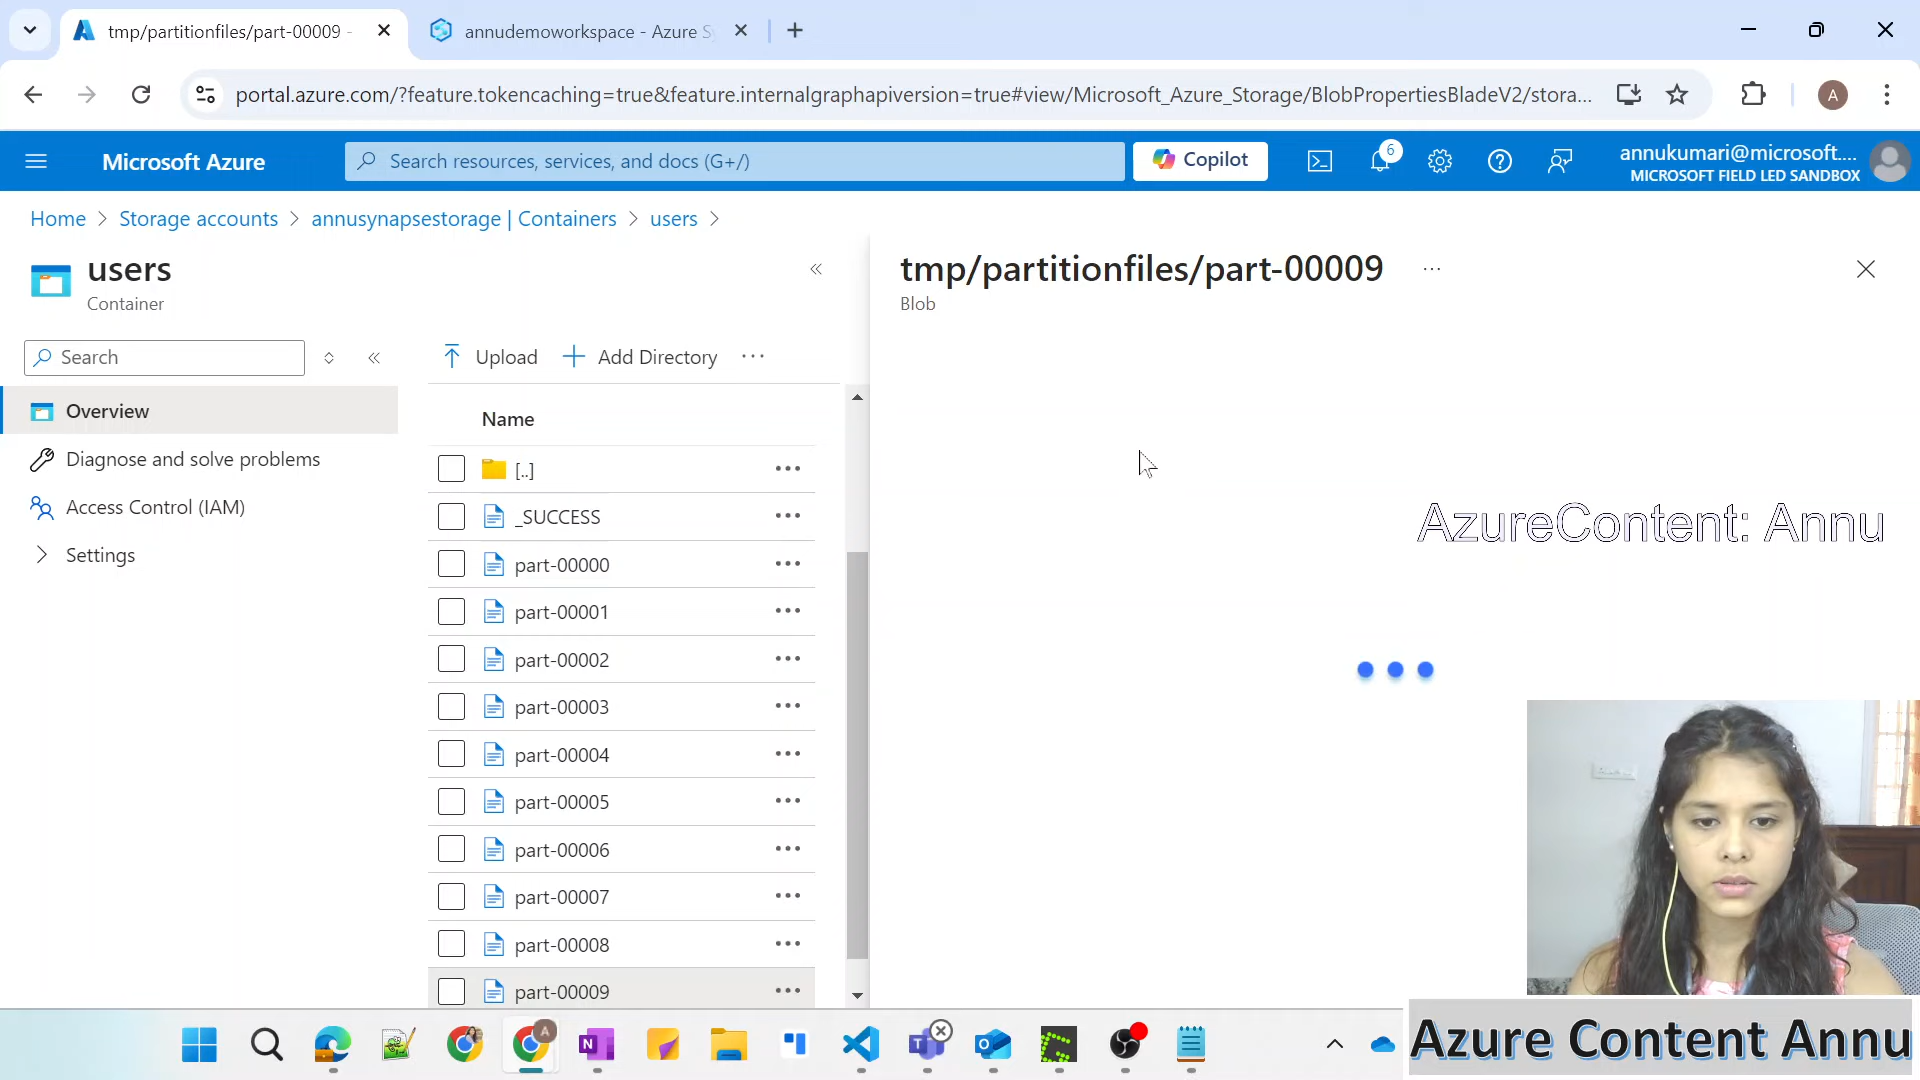 tmp/partitionfiles/part-00009 -
annudemoworkspace - Azure S
portal.azure.com/?feature.tokencaching=true&feature.internalgraphapiversion=true#view/Microsoft_Azure_Storage/BlobPropertiesBladeV2/stora...
A
Microsoft Azure
Search resources, services, and docs (G+/)
Copilot
6
annukumari@microsoft....
MICROSOFT FIELD LED SANDBOX
Home > Storage accounts > annusynapsestorage | Containers > users >
users
Container
Search
Overview
Diagnose and solve problems
Access Control (IAM)
Settings
Upload
Add Directory
Name
[..]
_SUCCESS
part-00000
part-00001
part-00002
part-00003
part-00004
part-00005
part-00006
part-00007
part-00008
part-00009
tmp/partitionfiles/part-00009
Blob
AzureContent: Annu
Azure Content Annu